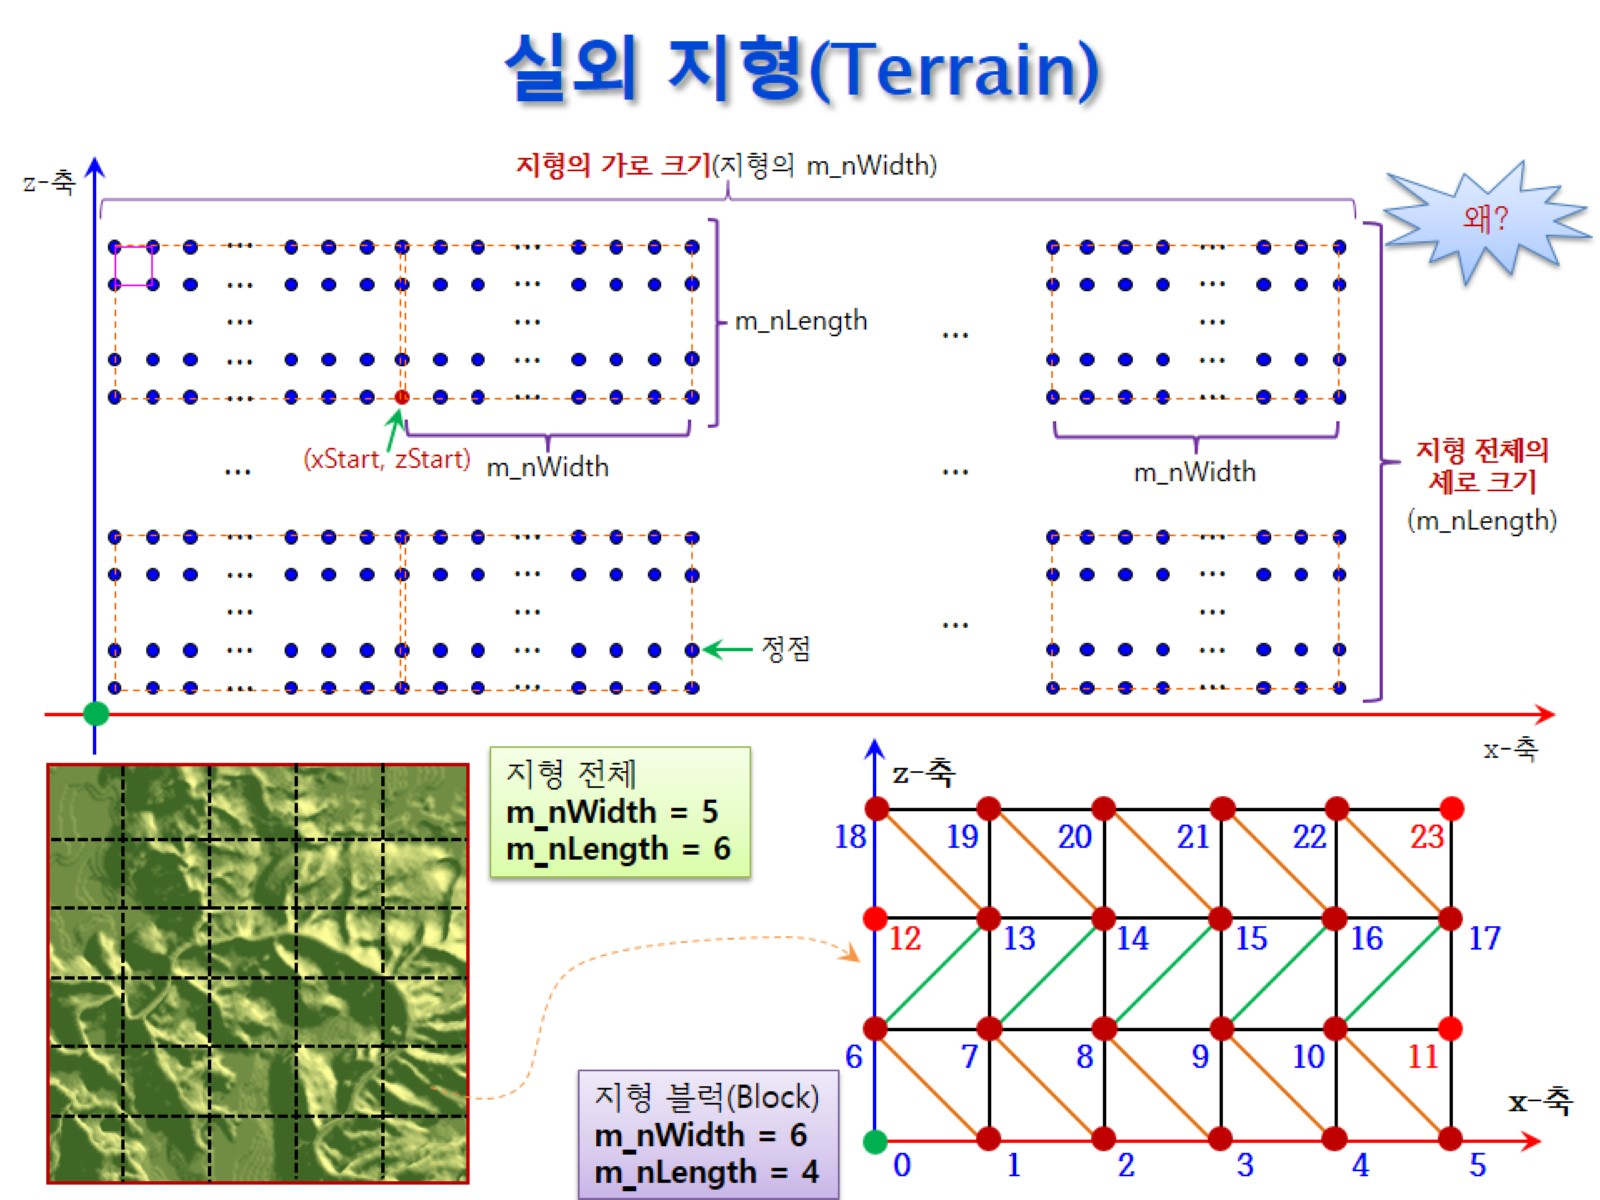 실외 지형(Terrain)
지형의 가로 크기(지형의 m_nWidth)
z-축
왜?
...
...
...
...
...
...
m_nLength
...
...
...
...
...
...
...
...
...
...
(xStart, zStart)
m_nWidth
m_nWidth
지형 전체의
세로 크기
(m_nLength)
...
...
...
...
...
...
...
...
...
...
...
...
...
정점
...
...
...
...
...
x-축
지형 전체
m_nWidth = 5
m_nLength = 6
z-축
18 19 20 21 22 23
12 13 14 15 16 17
6 7 8 9 10 11
x-축
0 1 2 3 4 5
지형 블럭(Block)
m_nWidth = 6
m_nLength = 4